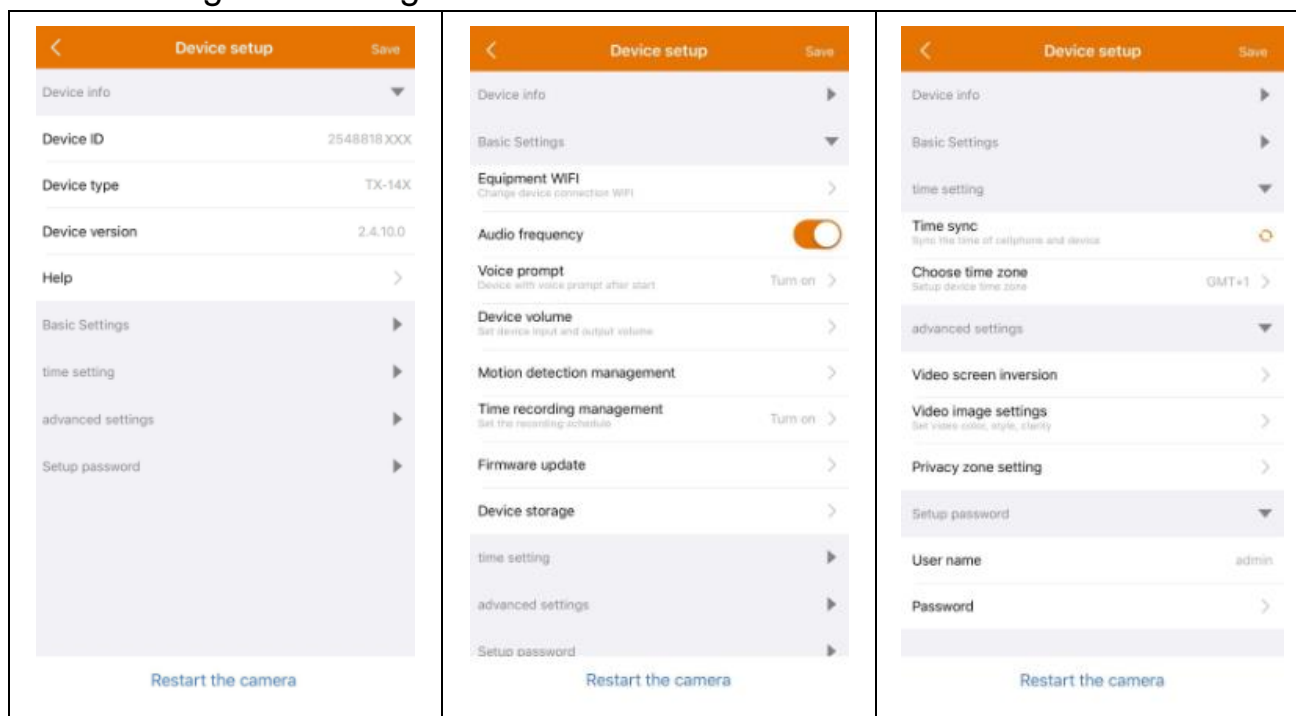 Device setup Save
Device info
Device ID 2548818XXX
Device type TX-14X
Device version 2.4.10.0
Help
Basic Settings
time setting
advanced settings
Setup password
Restart the camera
Device setup Save
Device info
Basic Settings
Equipment WIFI
Change device connection WIFI
Audio frequency
Voice prompt Turn on
Device with voice prompt after start
Device volume
Set device input and output volume
Motion detection management
Time recording management Turn on
Set the recording schedule
Firmware update
Device storage
time setting
advanced settings
Setup password
Restart the camera
Device setup Save
Device info
Basic Settings
time setting
Time sync
Sync the time of cellphone and device
Choose time zone GMT+1
Setup device time zone
advanced settings
Video screen inversion
Video image settings
Set video color, style, clarity
Privacy zone setting
Setup password
User name admin
Password
Restart the camera